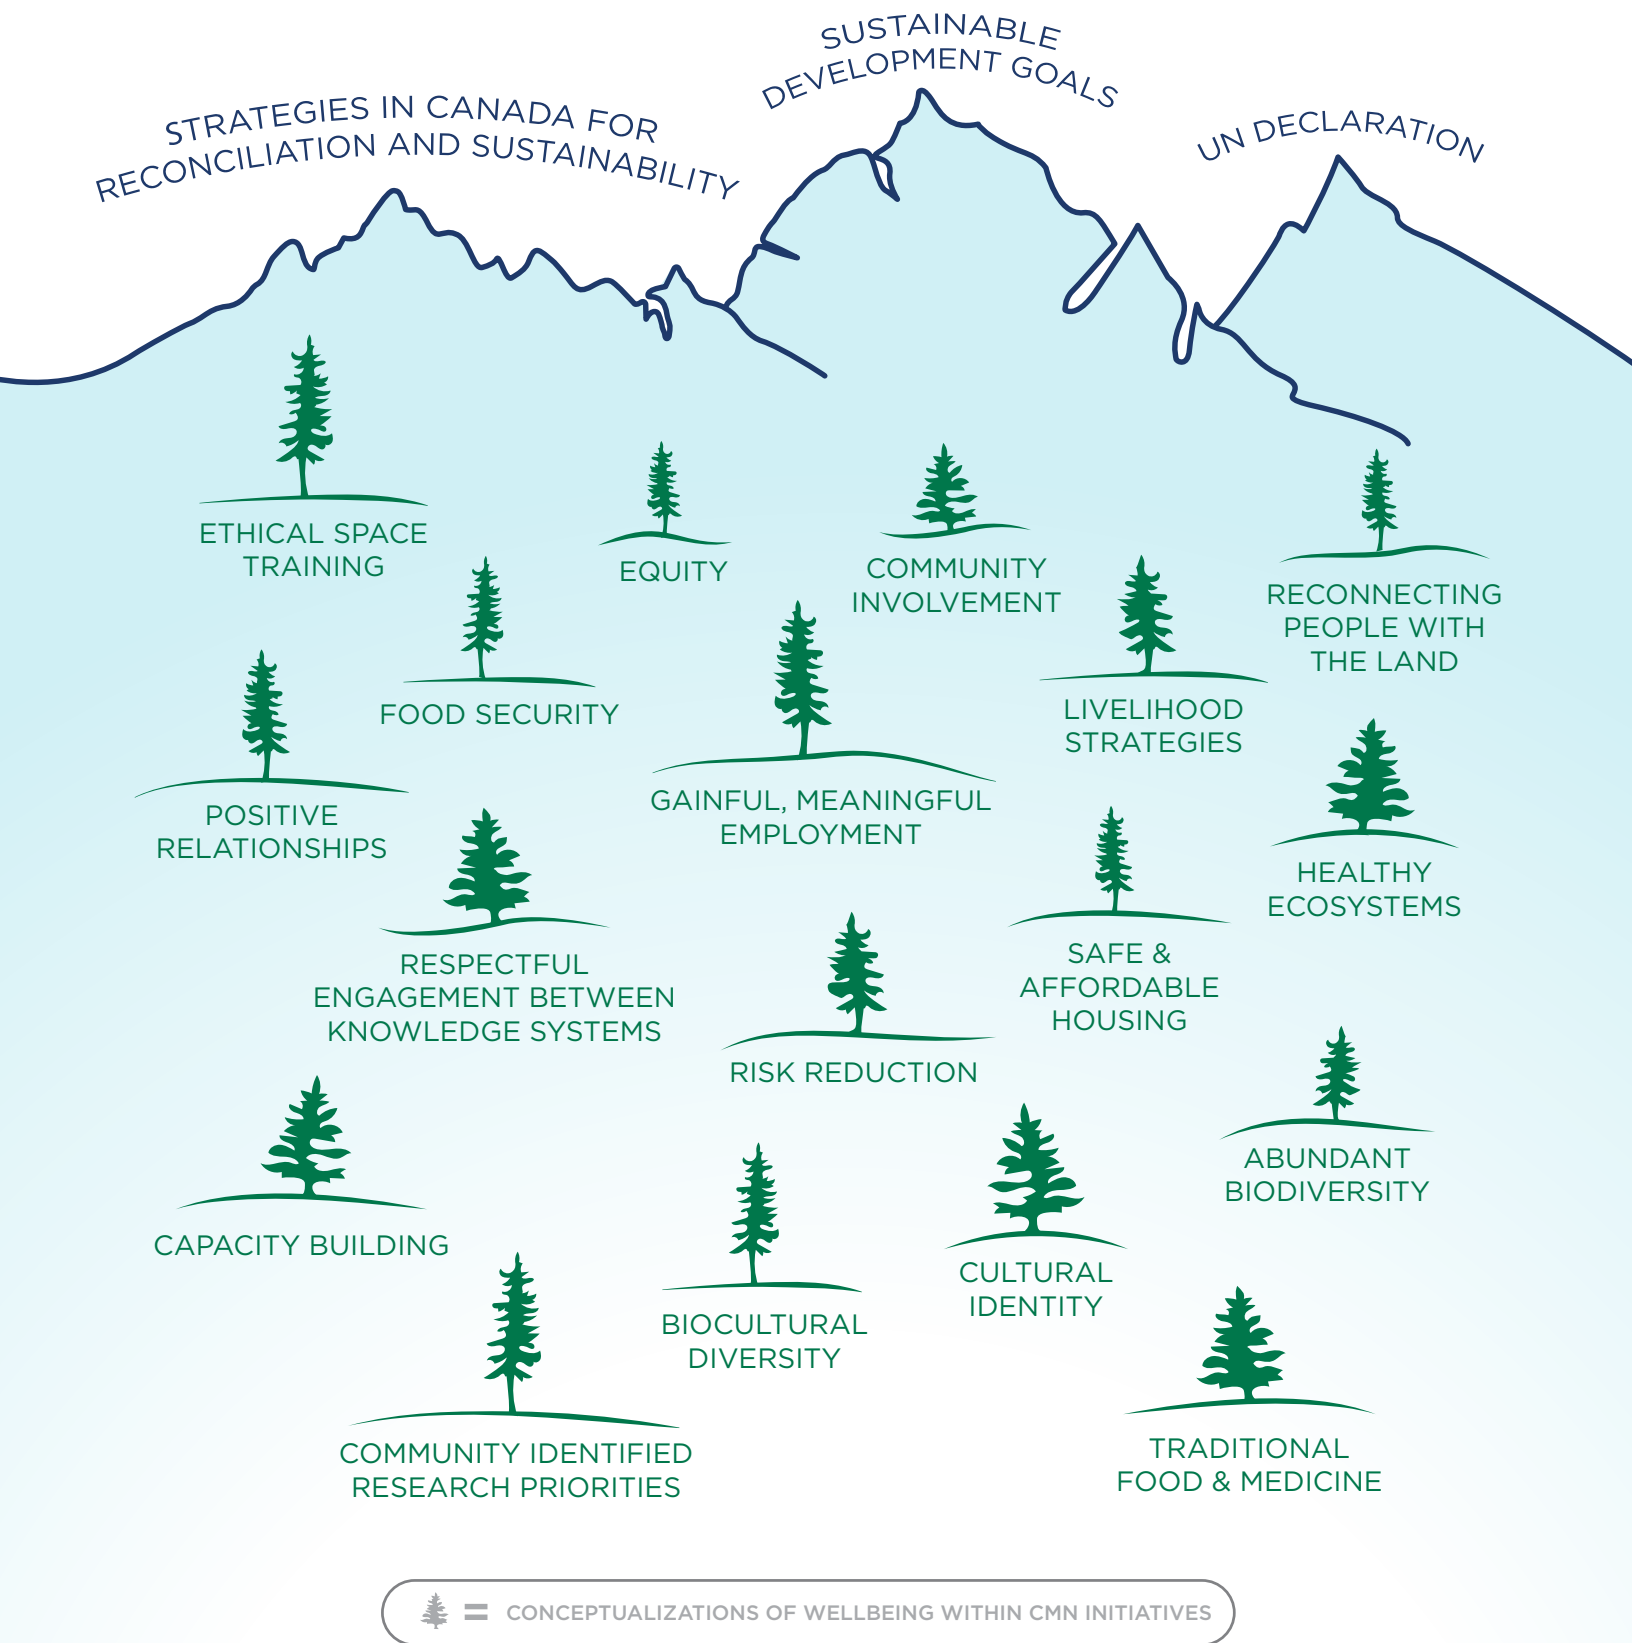 SUSTAINABLE
DEVELOPMENT GOALS
STRATEGIES IN CANADA FOR
RECONCILIATION AND SUSTAINABILITY
UN DECLARATION
ETHICAL SPACE
TRAINING
EQUITY
COMMUNITY
INVOLVEMENT
RECONNECTING
PEOPLE WITH
THE LAND
FOOD SECURITY
LIVELIHOOD
STRATEGIES
POSITIVE
RELATIONSHIPS
GAINFUL, MEANINGFUL
EMPLOYMENT
HEALTHY
ECOSYSTEMS
RESPECTFUL
ENGAGEMENT BETWEEN
KNOWLEDGE SYSTEMS
SAFE &
AFFORDABLE
HOUSING
RISK REDUCTION
ABUNDANT
BIODIVERSITY
CAPACITY BUILDING
CULTURAL
IDENTITY
BIOCULTURAL
DIVERSITY
COMMUNITY IDENTIFIED
RESEARCH PRIORITIES
TRADITIONAL
FOOD & MEDICINE
= CONCEPTUALIZATIONS OF WELLBEING WITHIN CMN INITIATIVES